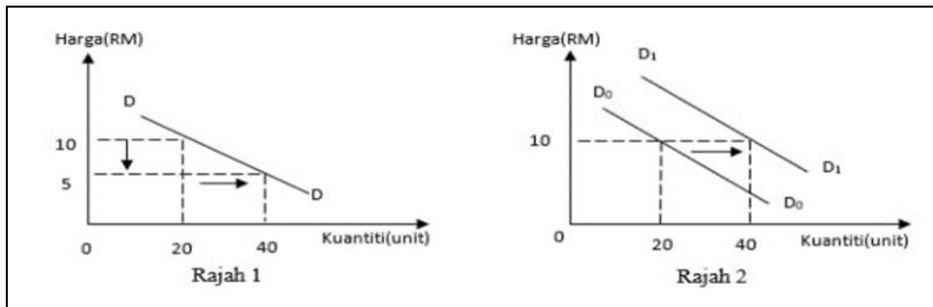 Harga(RM)
D
10
5
D
0
20
40
Kuantiti(unit)
Rajah 1
Harga(RM)
D₁
D₀
10
D₁
D₀
0
20
40
Kuantiti(unit)
Rajah 2